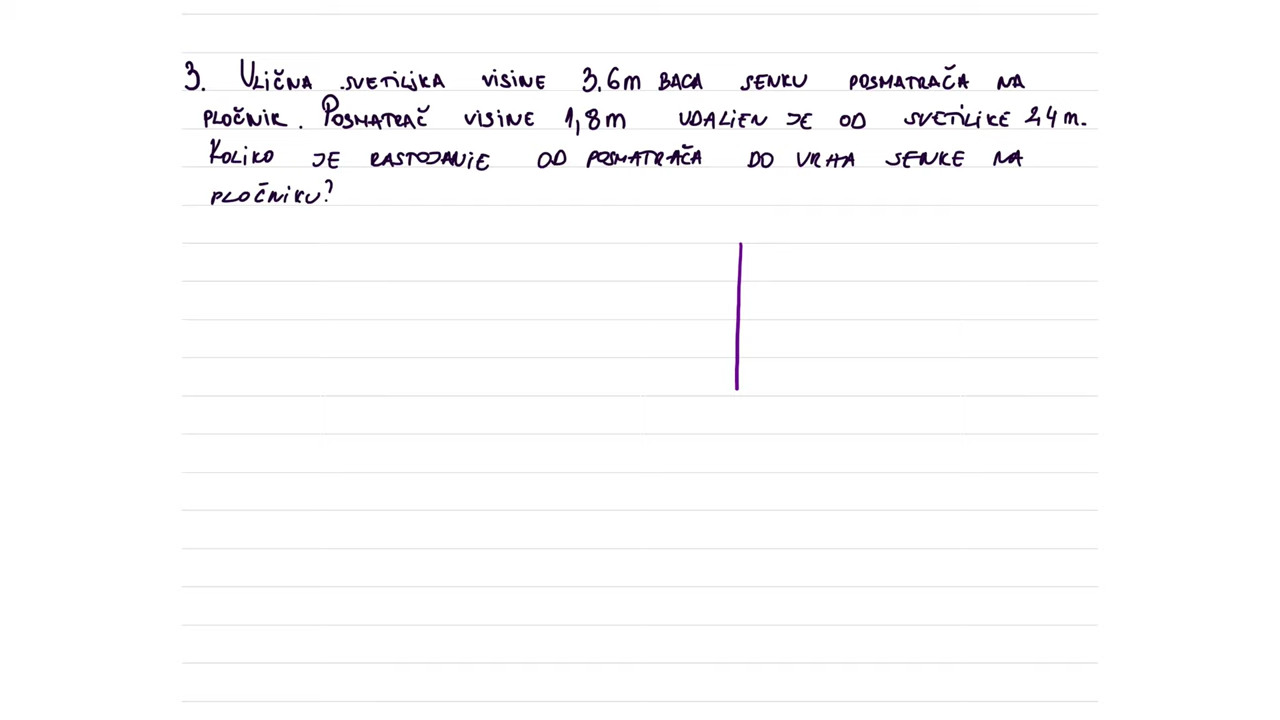 3. Ulična svetiljka visine 3.6m baca senku posmatrača na
pločnik. Posmatrač visine 1,8m udaljen je od svetiljke 2,4m.
Koliko je rastojanje od posmatrača do vrha senke na
pločniku?